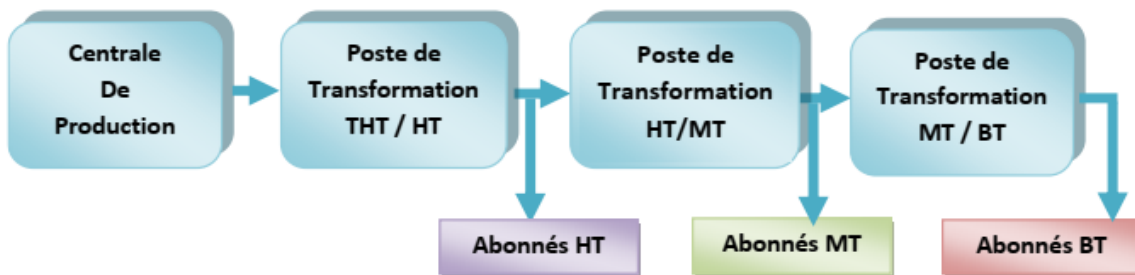 Centrale
De
Production
Poste de
Transformation
THT / HT
Poste de
Transformation
HT/MT
Poste de
Transformation
MT / BT
Abonnés HT
Abonnés MT
Abonnés BT